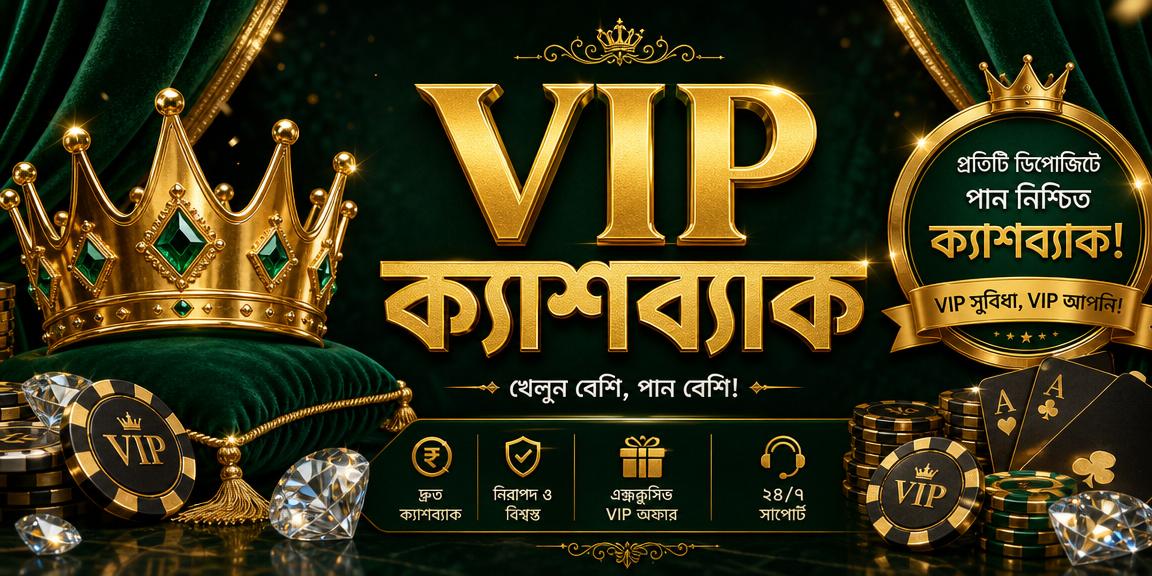 VIP
ক্যাশব্যাক
খেলুন বেশি, পান বেশি!
প্রতিটি ডিপোজিটে
পান নিশ্চিত
ক্যাশব্যাক!
VIP সুবিধা, VIP আপনি!
₹
দ্রুত
ক্যাশব্যাক
নিরাপদ ও
বিশ্বস্ত
এক্সক্লুসিভ
VIP অফার
২৪/৭
সাপোর্ট
VIP
VIP
A
A